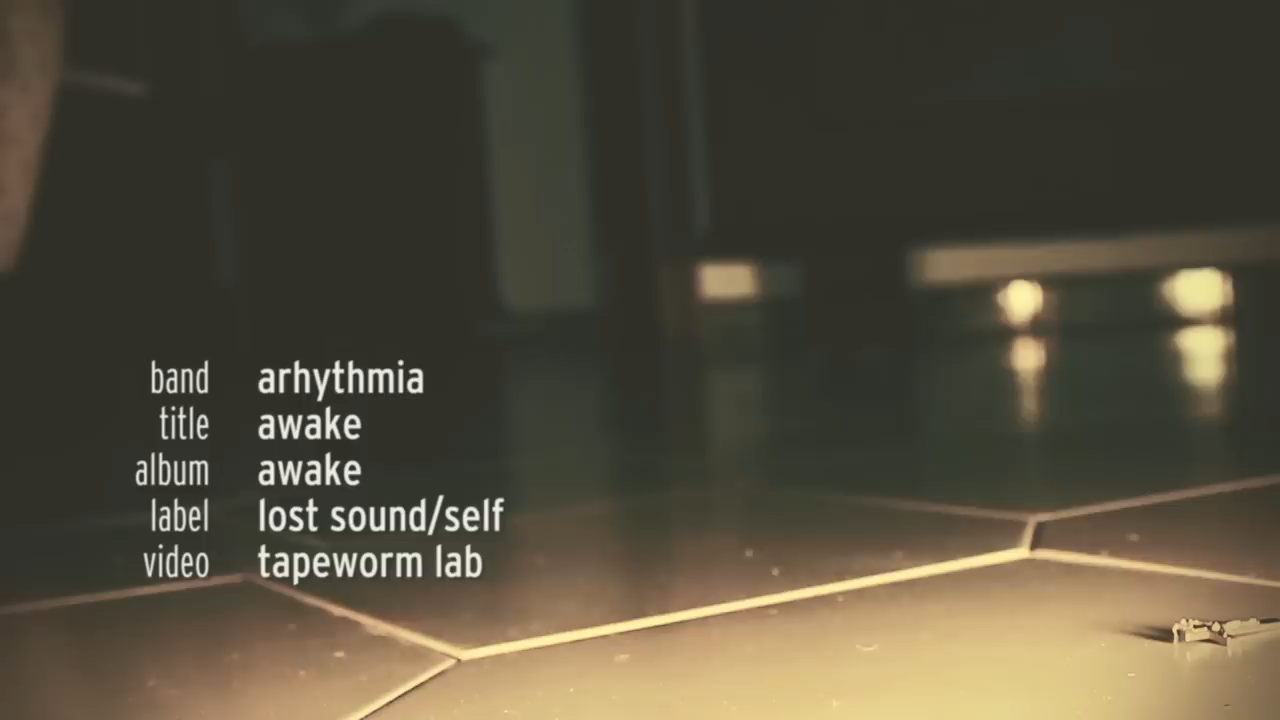 band arhythmia
title awake
album awake
label lost sound/self
video tapeworm lab